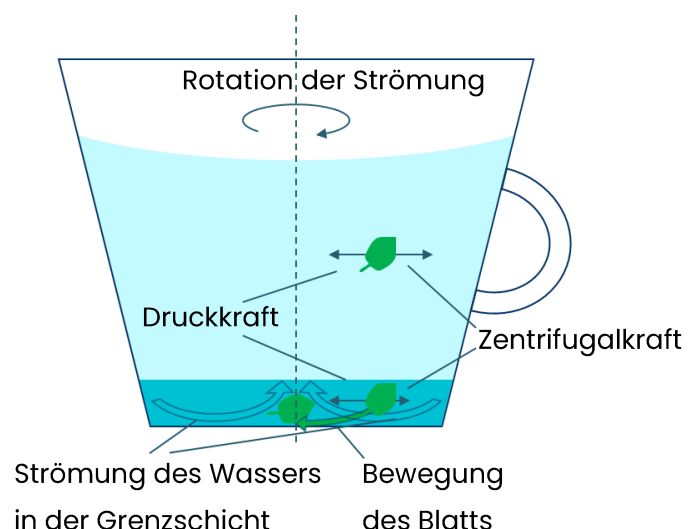 Rotation der Strömung
Druckkraft
Zentrifugalkraft
Strömung des Wassers
in der Grenzschicht
Bewegung
des Blatts